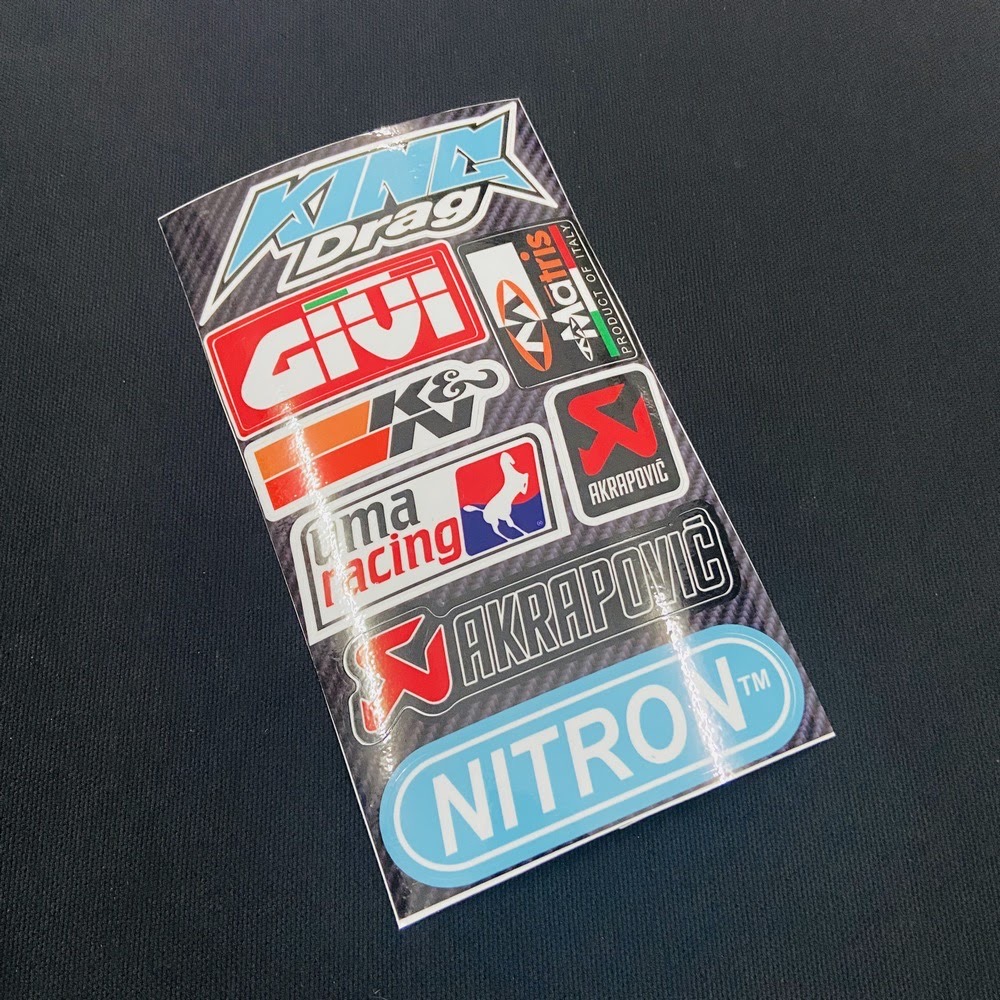 KING
Drag
GIVI
Matris
PRODUCT OF ITALY
K&N
AKRAPOVIČ
uma
racing
AKRAPOVIČ
NITRON™